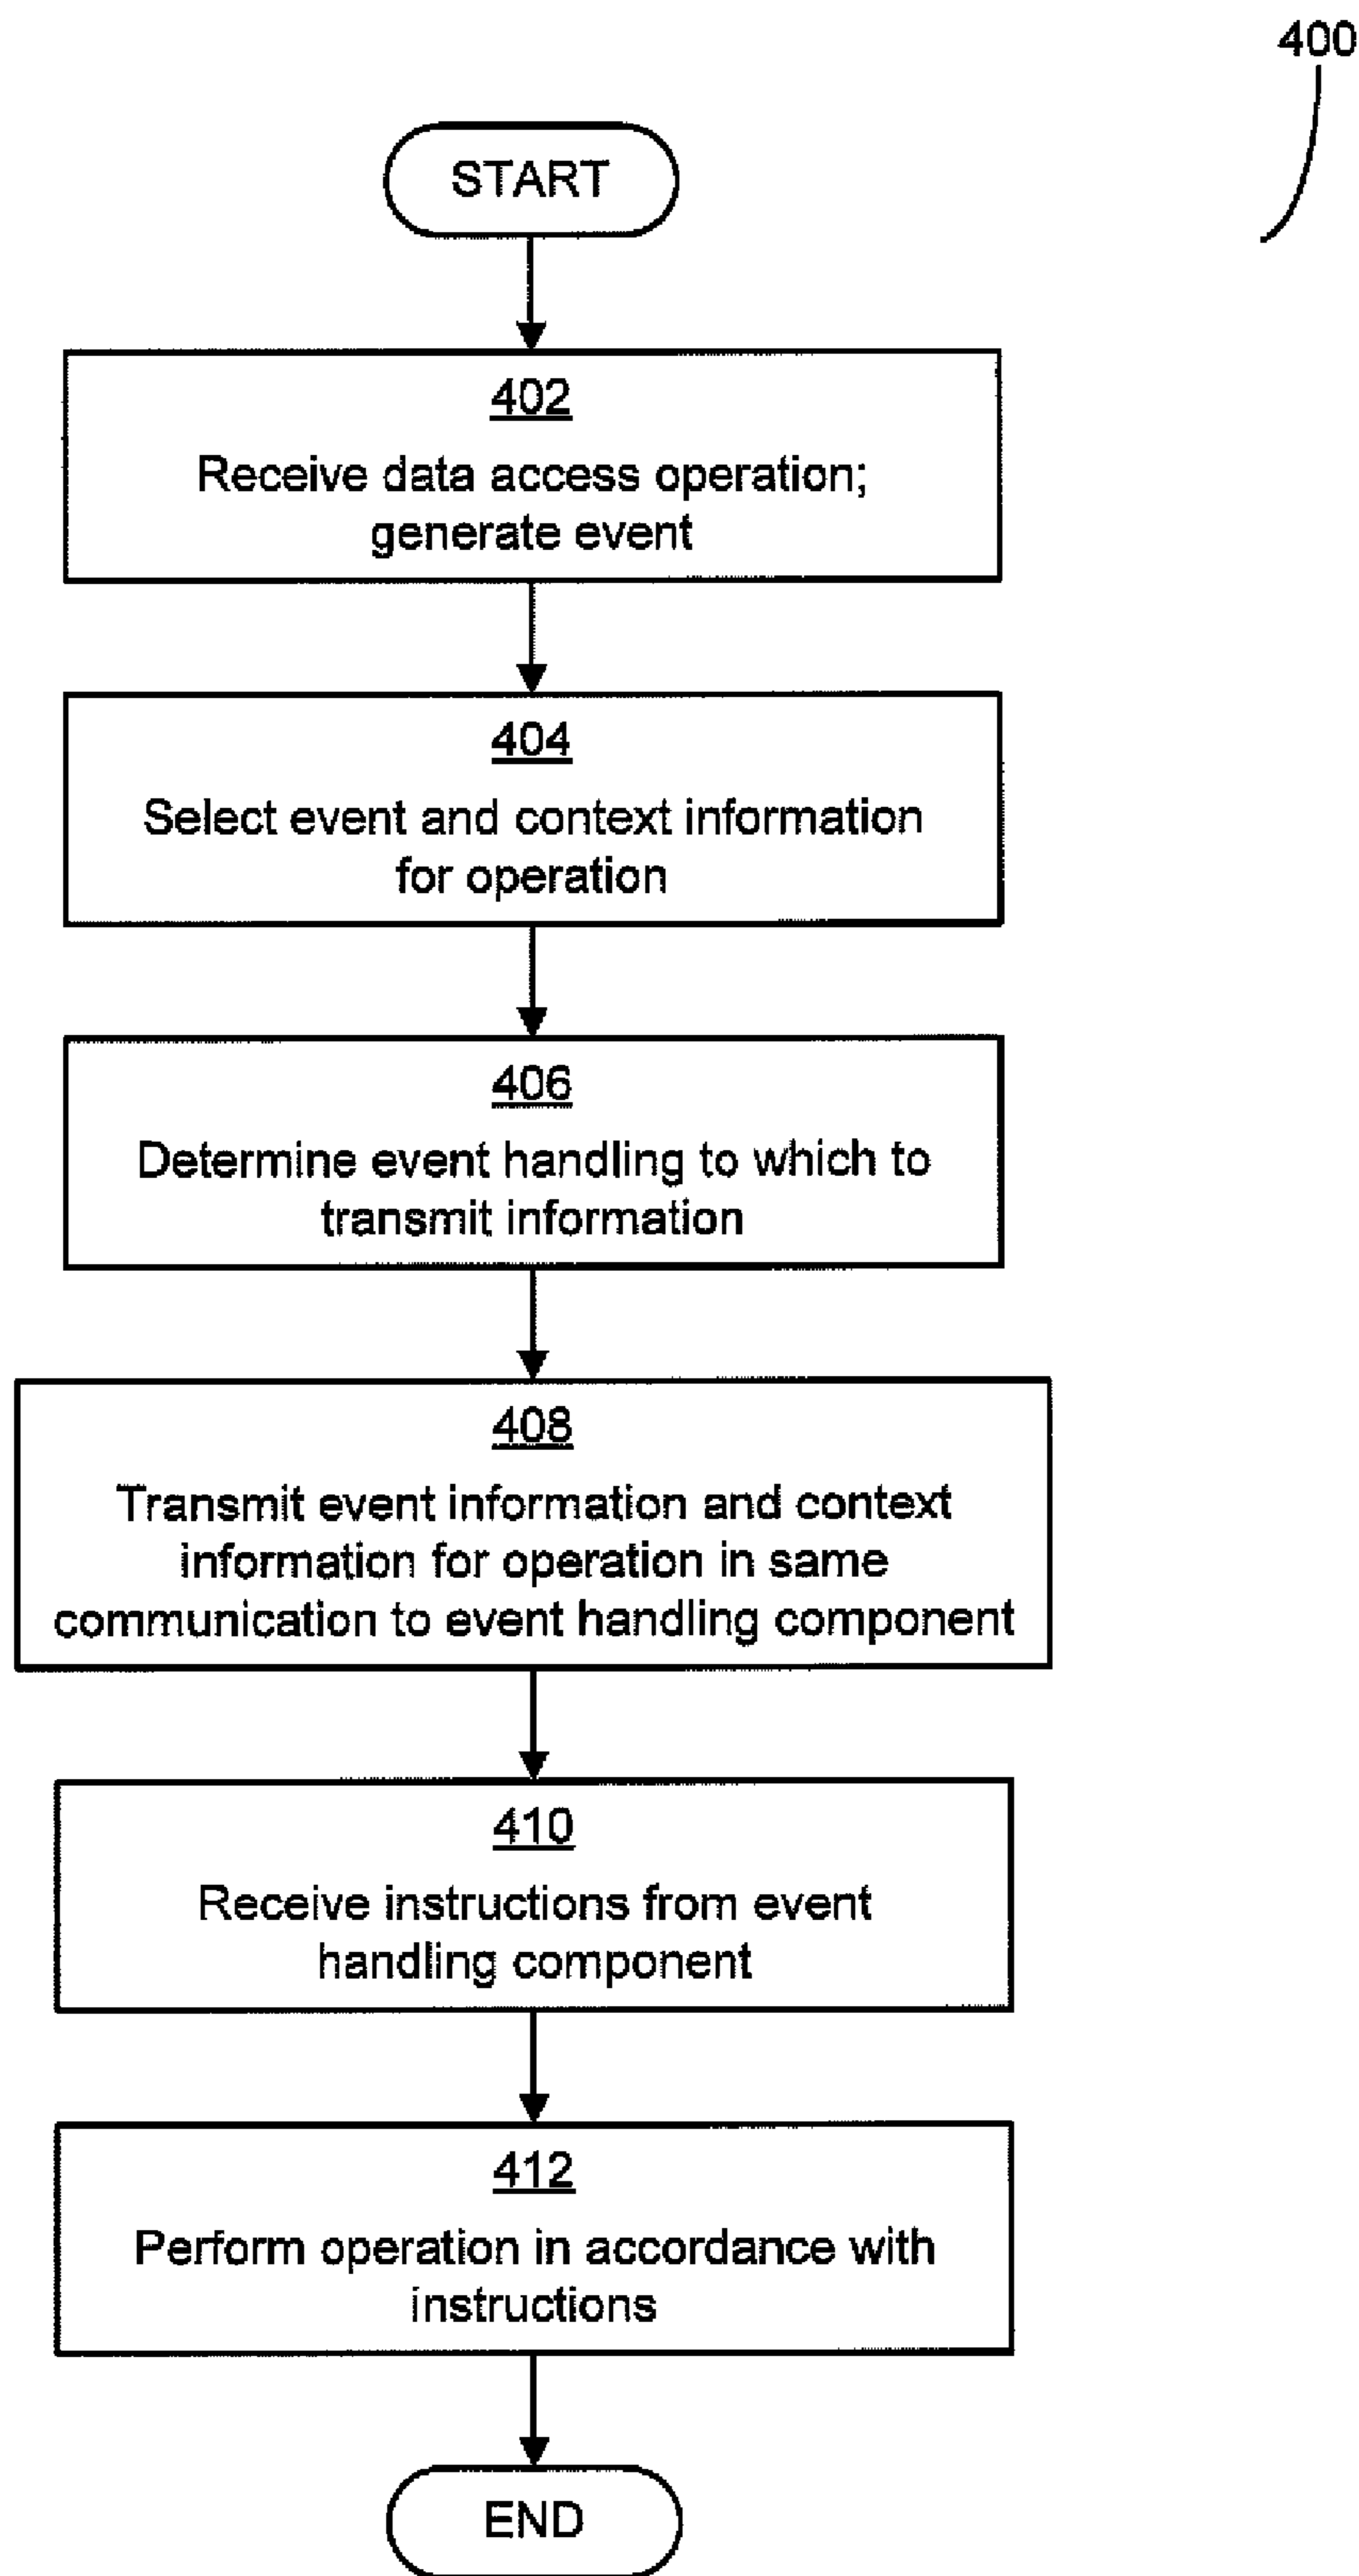 400
START
402
Receive data access operation;
generate event
404
Select event and context information
for operation
406
Determine event handling to which to
transmit information
408
Transmit event information and context
information for operation in same
communication to event handling component
410
Receive instructions from event
handling component
412
Perform operation in accordance with
instructions
END